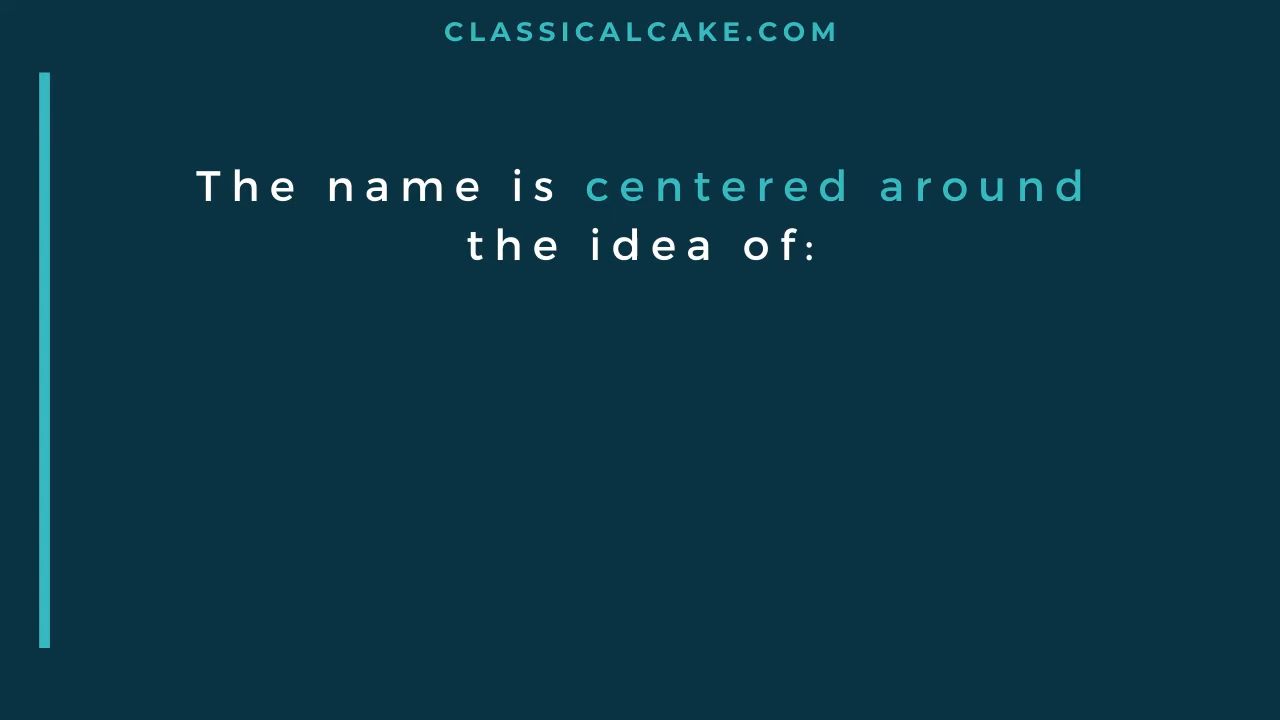 CLASSICALCAKE.COM
The name is centered around
the idea of: